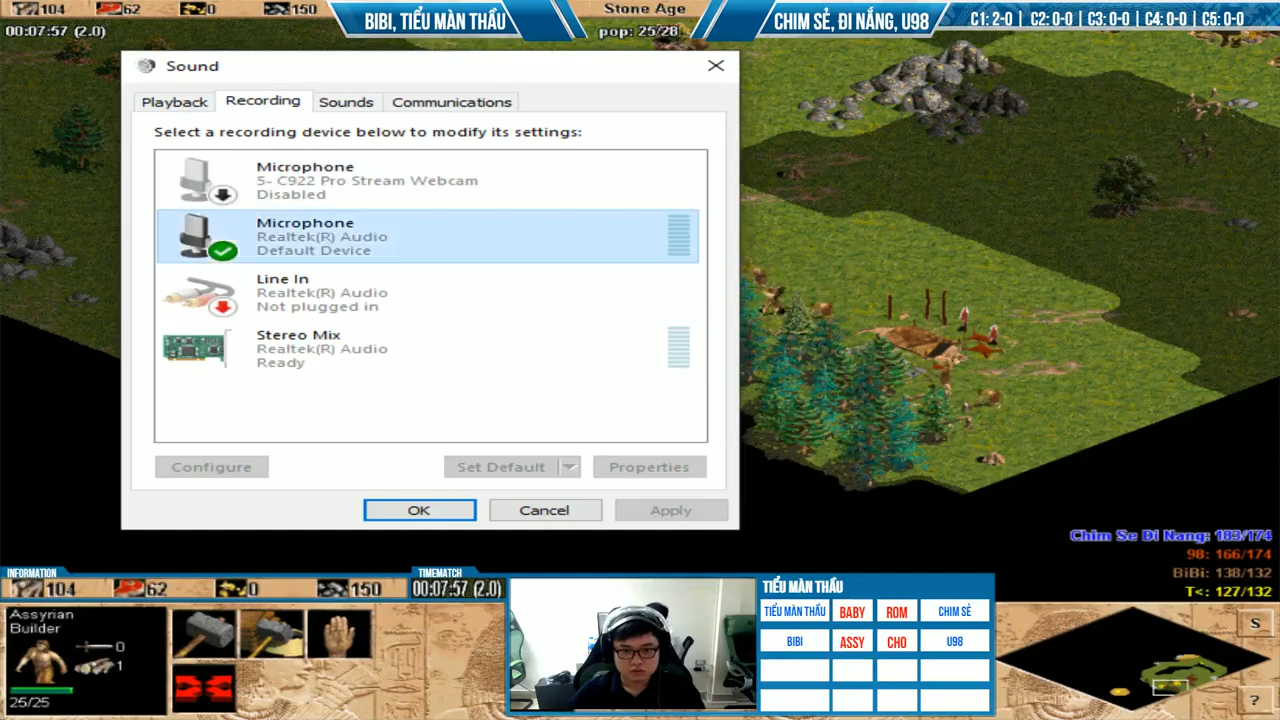 104 62 0 150
BIBI, TIỂU MÀN THẦU
Stone Age
CHIM SẺ, ĐI NẮNG, U98
C1: 2-0 | C2: 0-0 | C3: 0-0 | C4: 0-0 | C5: 0-0
00:07:57 (2.0)
pop: 25/28
Sound
Playback Recording Sounds Communications
Select a recording device below to modify its settings:
Microphone
5- C922 Pro Stream Webcam
Disabled
Microphone
Realtek(R) Audio
Default Device
Line In
Realtek(R) Audio
Not plugged in
Stereo Mix
Realtek(R) Audio
Ready
Configure Set Default Properties
OK Cancel Apply
Chim Se Di Nang: 183/174
98: 166/174
BiBi: 138/132
T<: 127/132
INFORMATION
TIMEMATCH
104 62 0 150
00:07:57 (2.0)
Assyrian
Builder
0
1
25/25
TIỂU MÀN THẦU
TIỂU MÀN THẦU BABY ROM CHIM SẺ
BIBI ASSY CHO U98
S
?